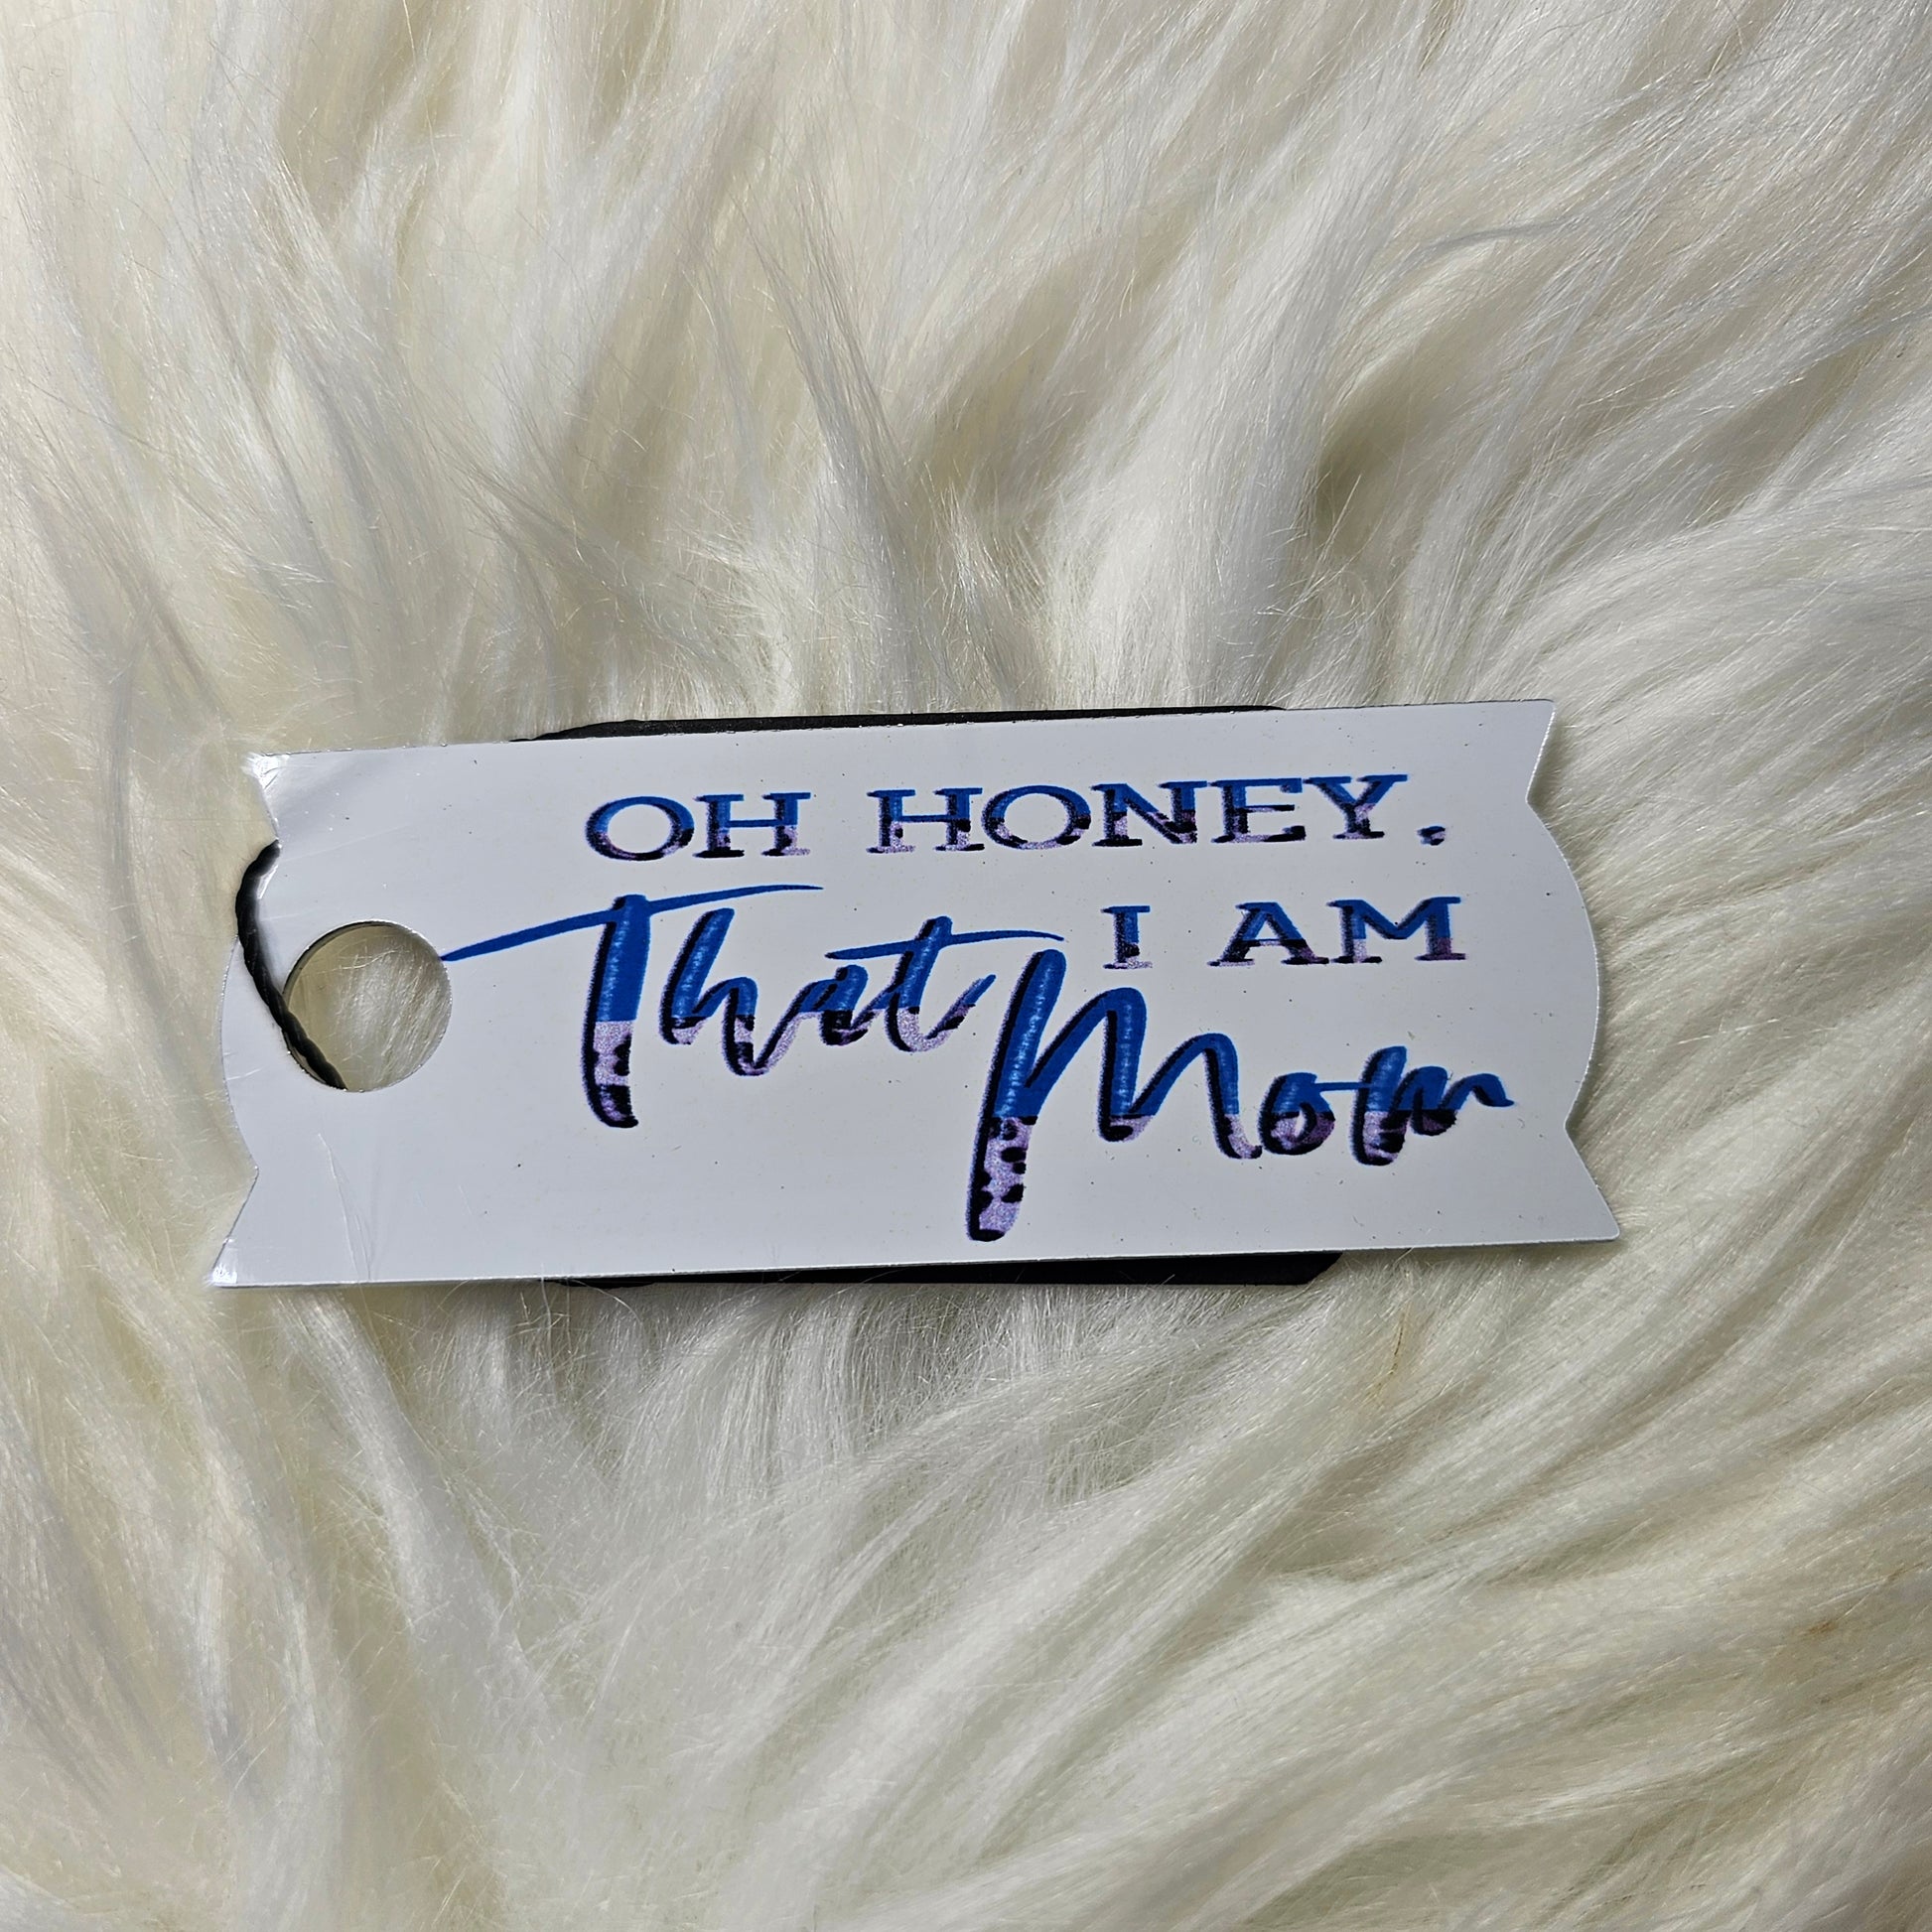 OH HONEY,
I AM
That Mom